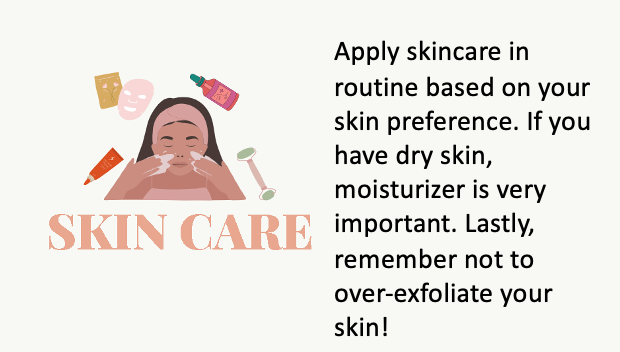 SKIN CARE
Apply skincare in
routine based on your
skin preference. If you
have dry skin,
moisturizer is very
important. Lastly,
remember not to
over-exfoliate your
skin!